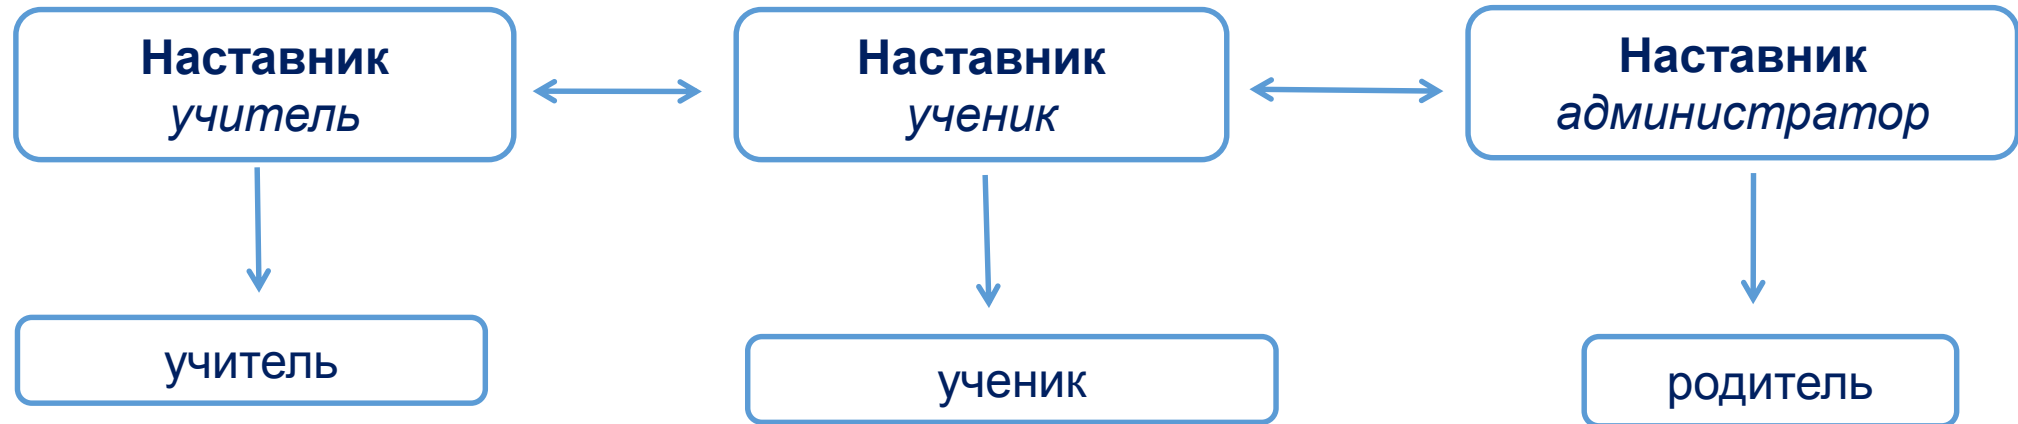 Наставник
учитель
Наставник
ученик
Наставник
администратор
учитель
ученик
родитель